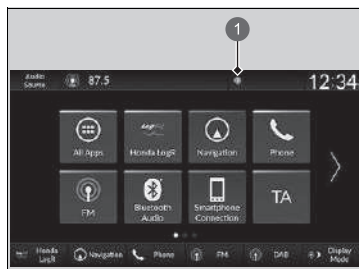 1
Audio Source 87.5 12:34
All Apps Honda LogR Navigation Phone
FM Bluetooth Audio Smartphone Connection TA
Honda LogR Navigation Phone FM DAB Display Mode